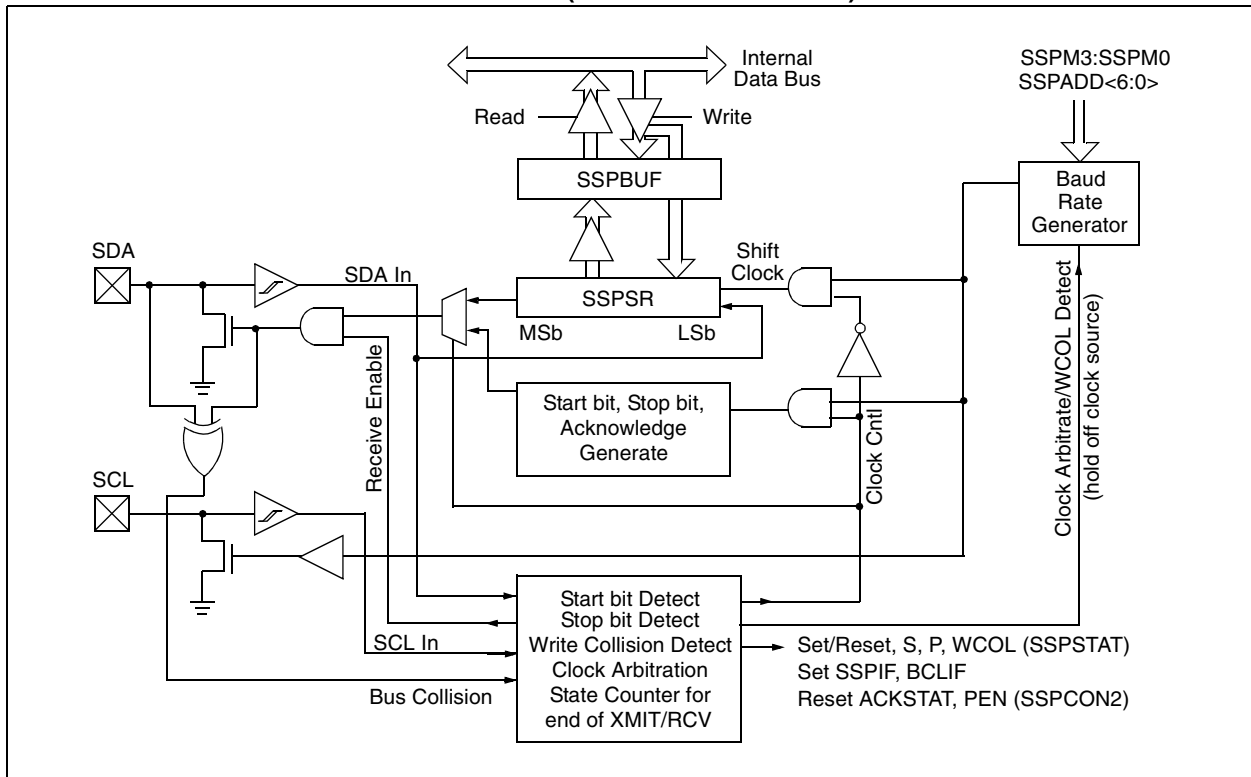 Internal
Data Bus
SSPM3:SSPM0
SSPADD<6:0>
Read
Write
SSPBUF
Baud
Rate
Generator
SDA
SDA In
Shift
Clock
SSPSR
MSb
LSb
Receive Enable
Start bit, Stop bit,
Acknowledge
Generate
Clock Cntl
Clock Arbitrate/WCOL Detect
(hold off clock source)
SCL
SCL In
Bus Collision
Start bit Detect
Stop bit Detect
Write Collision Detect
Clock Arbitration
State Counter for
end of XMIT/RCV
Set/Reset, S, P, WCOL (SSPSTAT)
Set SSPIF, BCLIF
Reset ACKSTAT, PEN (SSPCON2)